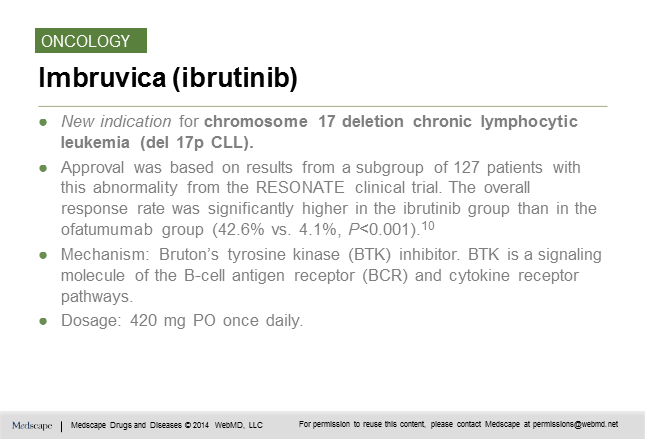 ONCOLOGY
Imbruvica (ibrutinib)
● New indication for chromosome 17 deletion chronic lymphocytic
leukemia (del 17p CLL).
● Approval was based on results from a subgroup of 127 patients with
this abnormality from the RESONATE clinical trial. The overall
response rate was significantly higher in the ibrutinib group than in the
ofatumumab group (42.6% vs. 4.1%, P<0.001).10
● Mechanism: Bruton's tyrosine kinase (BTK) inhibitor. BTK is a signaling
molecule of the B-cell antigen receptor (BCR) and cytokine receptor
pathways.
● Dosage: 420 mg PO once daily.
Medscape | Medscape Drugs and Diseases © 2014 WebMD, LLC For permission to reuse this content, please contact Medscape at permissions@webmd.net